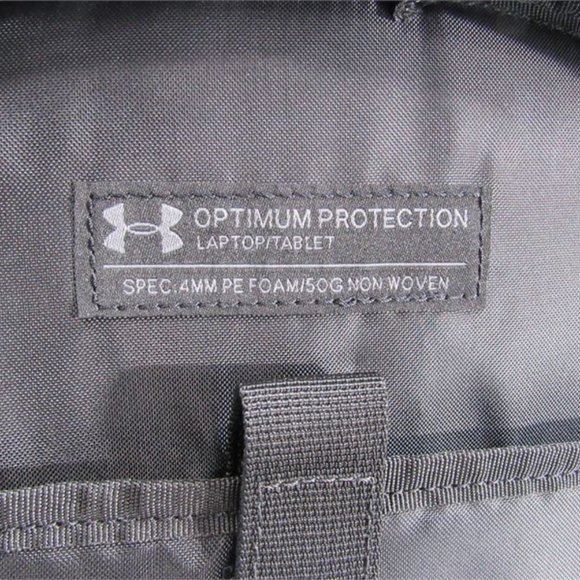 OPTIMUM PROTECTION
LAPTOP/TABLET
SPEC.4MM PE FOAM/50G NON WOVEN